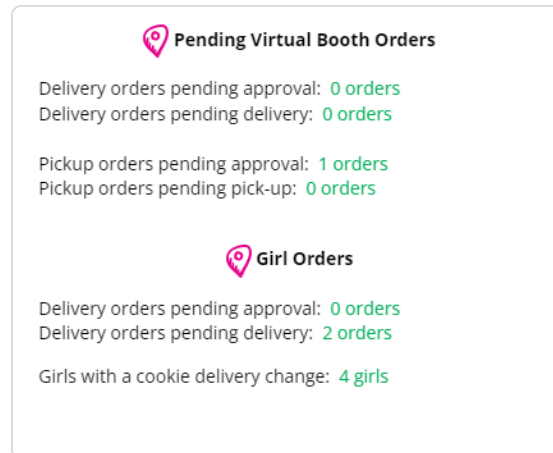 Pending Virtual Booth Orders
Delivery orders pending approval: 0 orders
Delivery orders pending delivery: 0 orders
Pickup orders pending approval: 1 orders
Pickup orders pending pick-up: 0 orders
Girl Orders
Delivery orders pending approval: 0 orders
Delivery orders pending delivery: 2 orders
Girls with a cookie delivery change: 4 girls